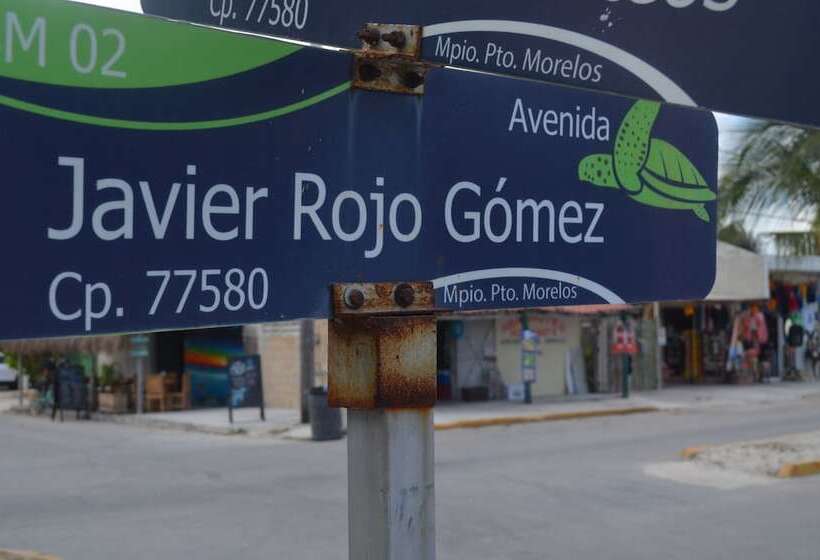 Cp. 77580
Mpio. Pto. Morelos
M 02
Avenida
Javier Rojo Gómez
Cp. 77580
Mpio. Pto. Morelos